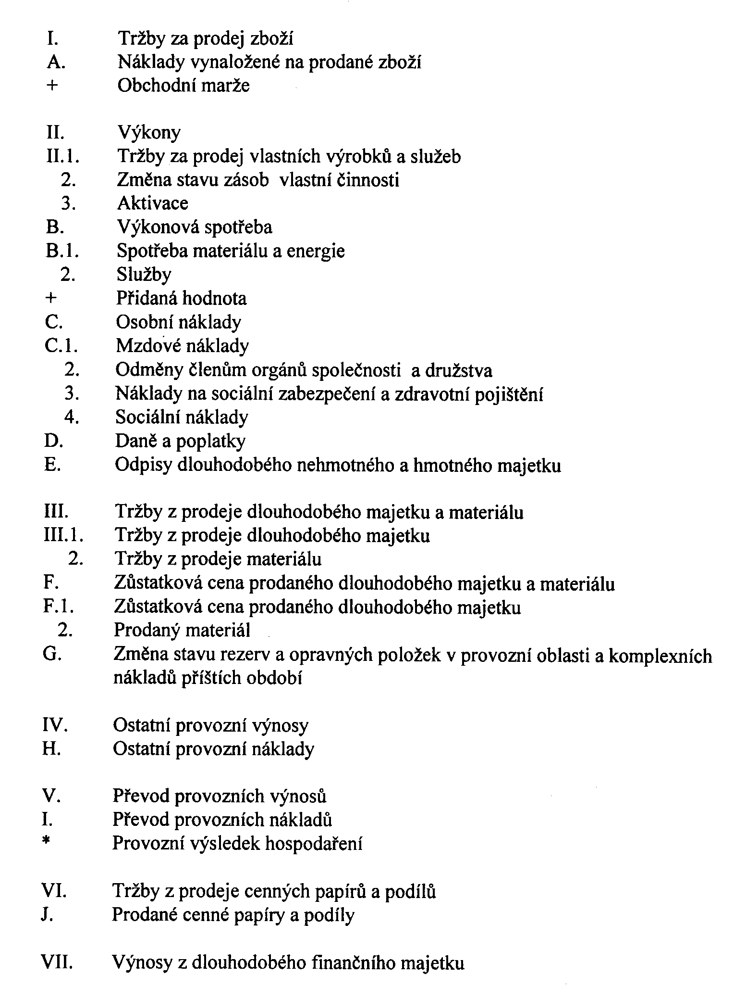 I. Tržby za prodej zboží
A. Náklady vynaložené na prodané zboží
+ Obchodní marže
II. Výkony
II.1. Tržby za prodej vlastních výrobků a služeb
2. Změna stavu zásob vlastní činnosti
3. Aktivace
B. Výkonová spotřeba
B.1. Spotřeba materiálu a energie
2. Služby
+ Přidaná hodnota
C. Osobní náklady
C.1. Mzdové náklady
2. Odměny členům orgánů společnosti a družstva
3. Náklady na sociální zabezpečení a zdravotní pojištění
4. Sociální náklady
D. Daně a poplatky
E. Odpisy dlouhodobého nehmotného a hmotného majetku
III. Tržby z prodeje dlouhodobého majetku a materiálu
III.1. Tržby z prodeje dlouhodobého majetku
2. Tržby z prodeje materiálu
F. Zůstatková cena prodaného dlouhodobého majetku a materiálu
F.1. Zůstatková cena prodaného dlouhodobého majetku
2. Prodaný materiál
G. Změna stavu rezerv a opravných položek v provozní oblasti a komplexních
nákladů příštích období
IV. Ostatní provozní výnosy
H. Ostatní provozní náklady
V. Převod provozních výnosů
I. Převod provozních nákladů
* Provozní výsledek hospodaření
VI. Tržby z prodeje cenných papírů a podílů
J. Prodané cenné papíry a podíly
VII. Výnosy z dlouhodobého finančního majetku